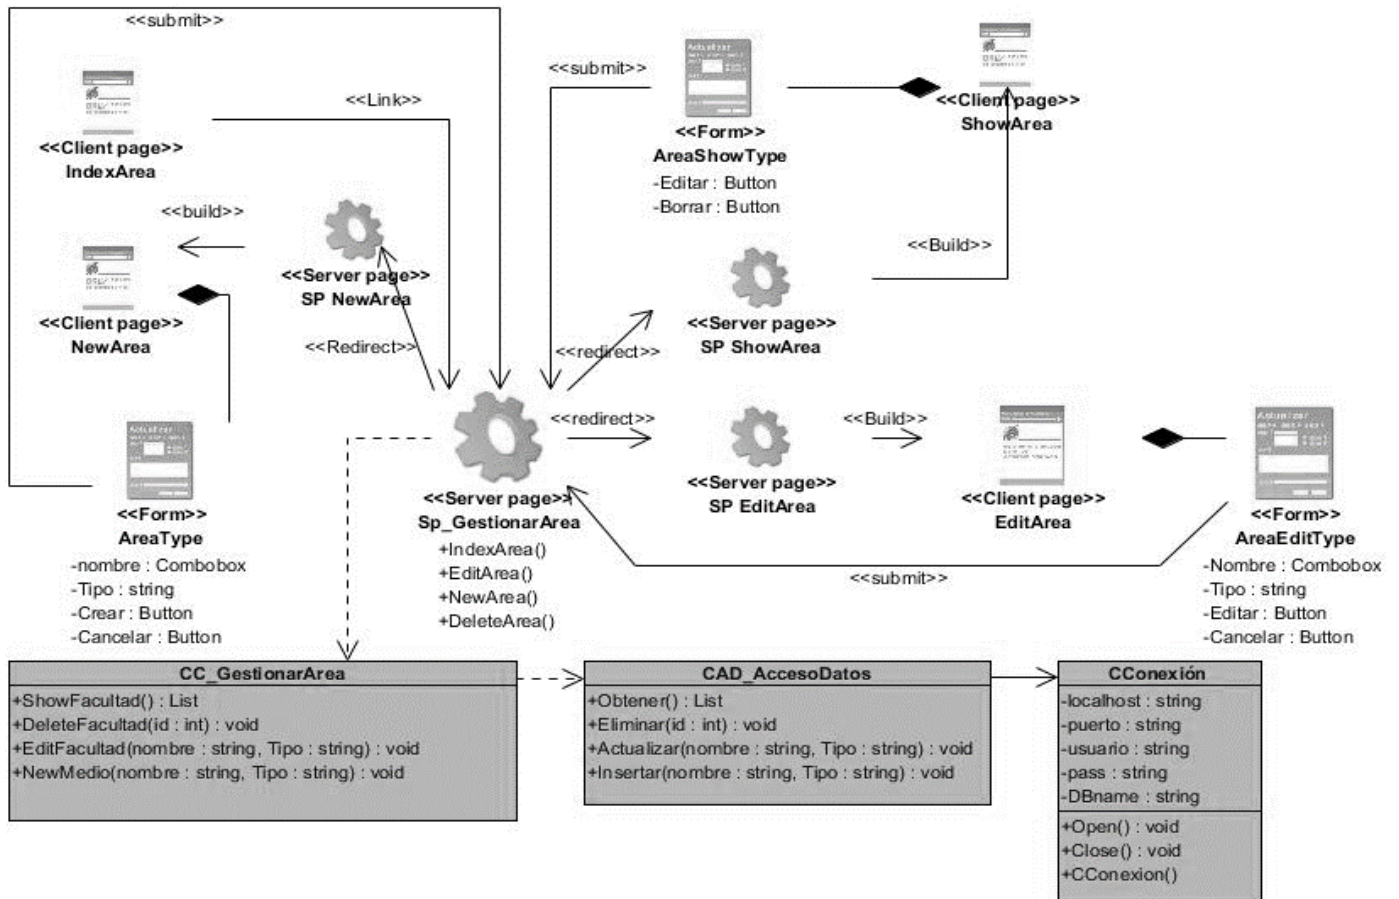 <<submit>>
<<Client page>>
IndexArea
<<Link>>
<<submit>>
Actualizar
<<Form>>
AreaShowType
-Editar : Button
-Borrar : Button
<<Client page>>
ShowArea
<<build>>
<<Server page>>
SP NewArea
<<Client page>>
NewArea
<<Redirect>>
<<Build>>
<<Server page>>
SP ShowArea
<<redirect>>
Actualizar
<<Form>>
AreaType
-nombre : Combobox
-Tipo : string
-Crear : Button
-Cancelar : Button
<<Server page>>
Sp_GestionarArea
+IndexArea()
+EditArea()
+NewArea()
+DeleteArea()
<<redirect>>
<<Server page>>
SP EditArea
<<Build>>
<<Client page>>
EditArea
Actualizar
<<Form>>
AreaEditType
-Nombre : Combobox
-Tipo : string
-Editar : Button
-Cancelar : Button
<<submit>>
CC_GestionarArea
+ShowFacultad() : List
+DeleteFacultad(id : int) : void
+EditFacultad(nombre : string, Tipo : string) : void
+NewMedio(nombre : string, Tipo : string) : void
CAD_AccesoDatos
+Obtener() : List
+Eliminar(id : int) : void
+Actualizar(nombre : string, Tipo : string) : void
+Insertar(nombre : string, Tipo : string) : void
CConexión
-localhost : string
-puerto : string
-usuario : string
-pass : string
-DBname : string
+Open() : void
+Close() : void
+CConexion()